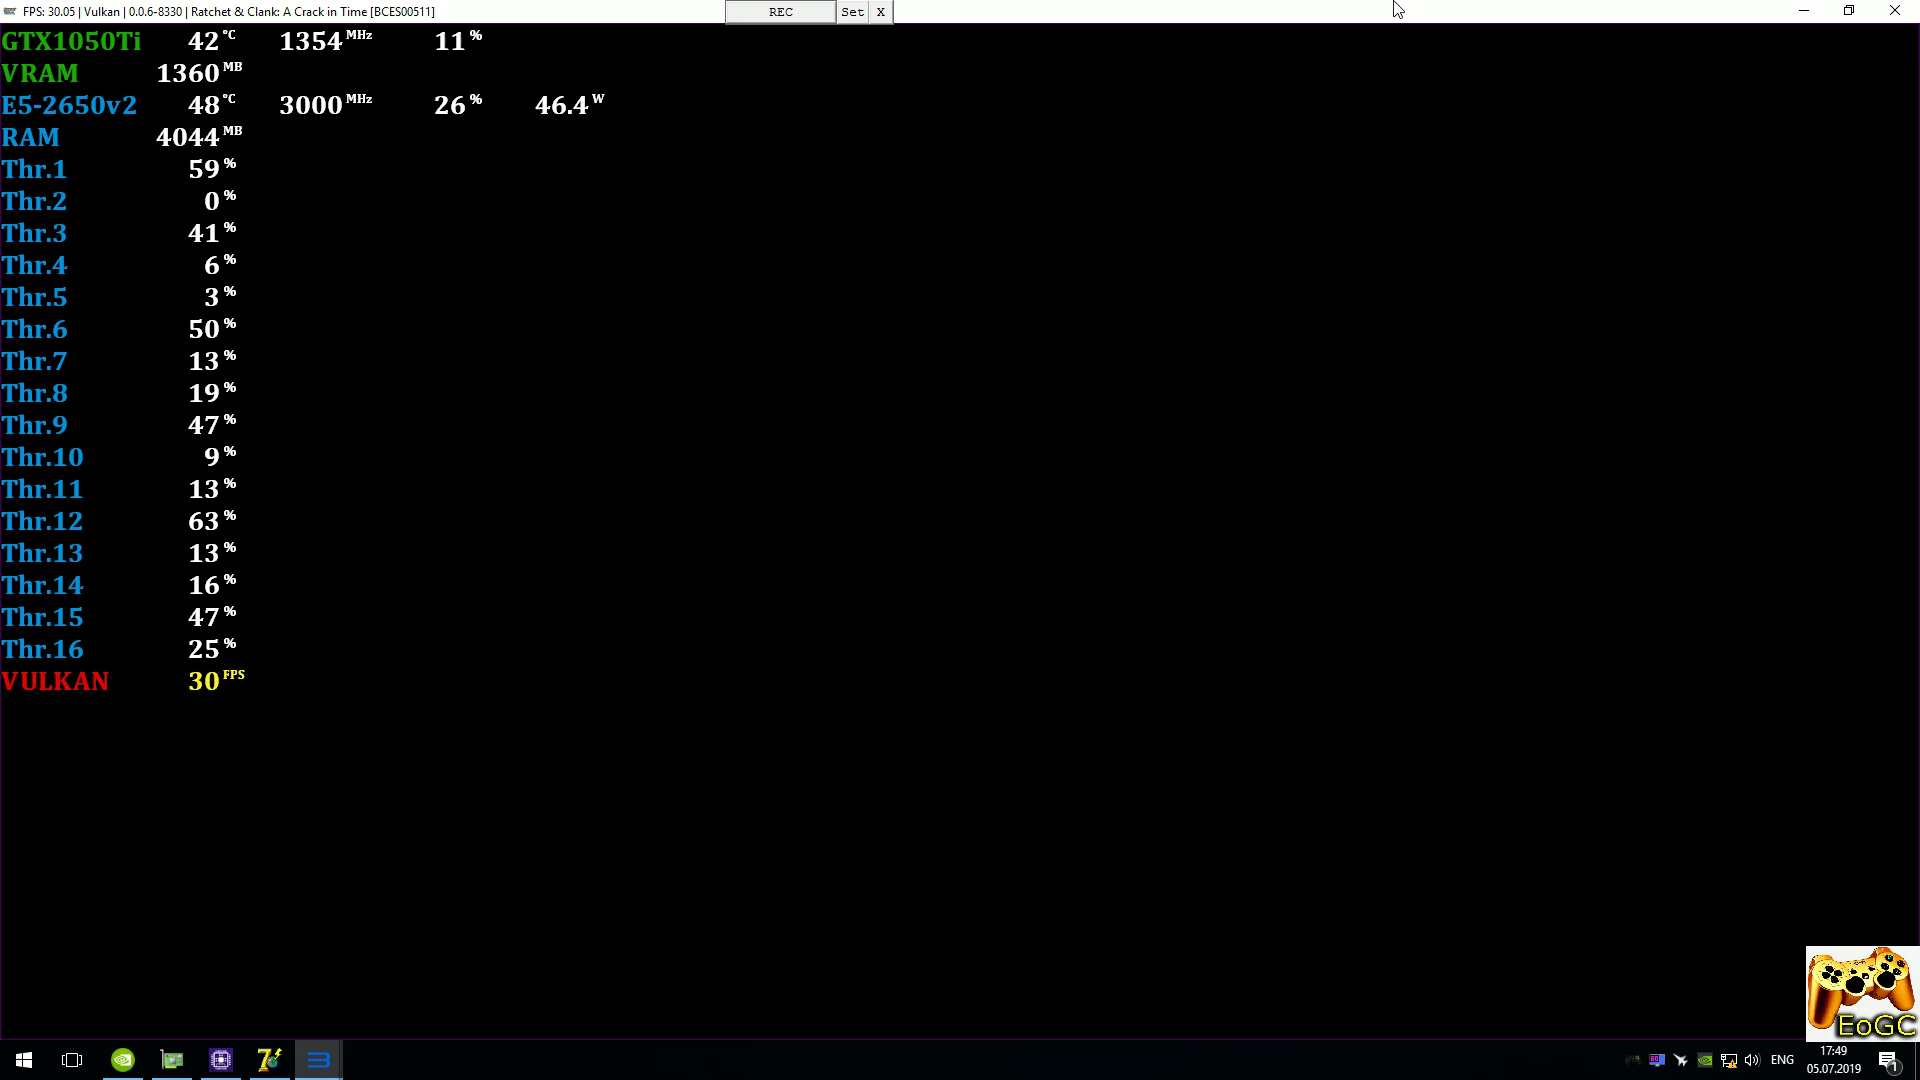 FPS: 30.05 | Vulkan | 0.0.6-8330 | Ratchet & Clank: A Crack in Time [BCES00511]
REC Set X
GTX1050Ti 42 °C 1354 MHz 11 %
VRAM 1360 MB
E5-2650v2 48 °C 3000 MHz 26 % 46.4 W
RAM 4044 MB
Thr.1 59 %
Thr.2 0 %
Thr.3 41 %
Thr.4 6 %
Thr.5 3 %
Thr.6 50 %
Thr.7 13 %
Thr.8 19 %
Thr.9 47 %
Thr.10 9 %
Thr.11 13 %
Thr.12 63 %
Thr.13 13 %
Thr.14 16 %
Thr.15 47 %
Thr.16 25 %
VULKAN 30 FPS
EoGC
7
60
ENG
17:49
05.07.2019
1